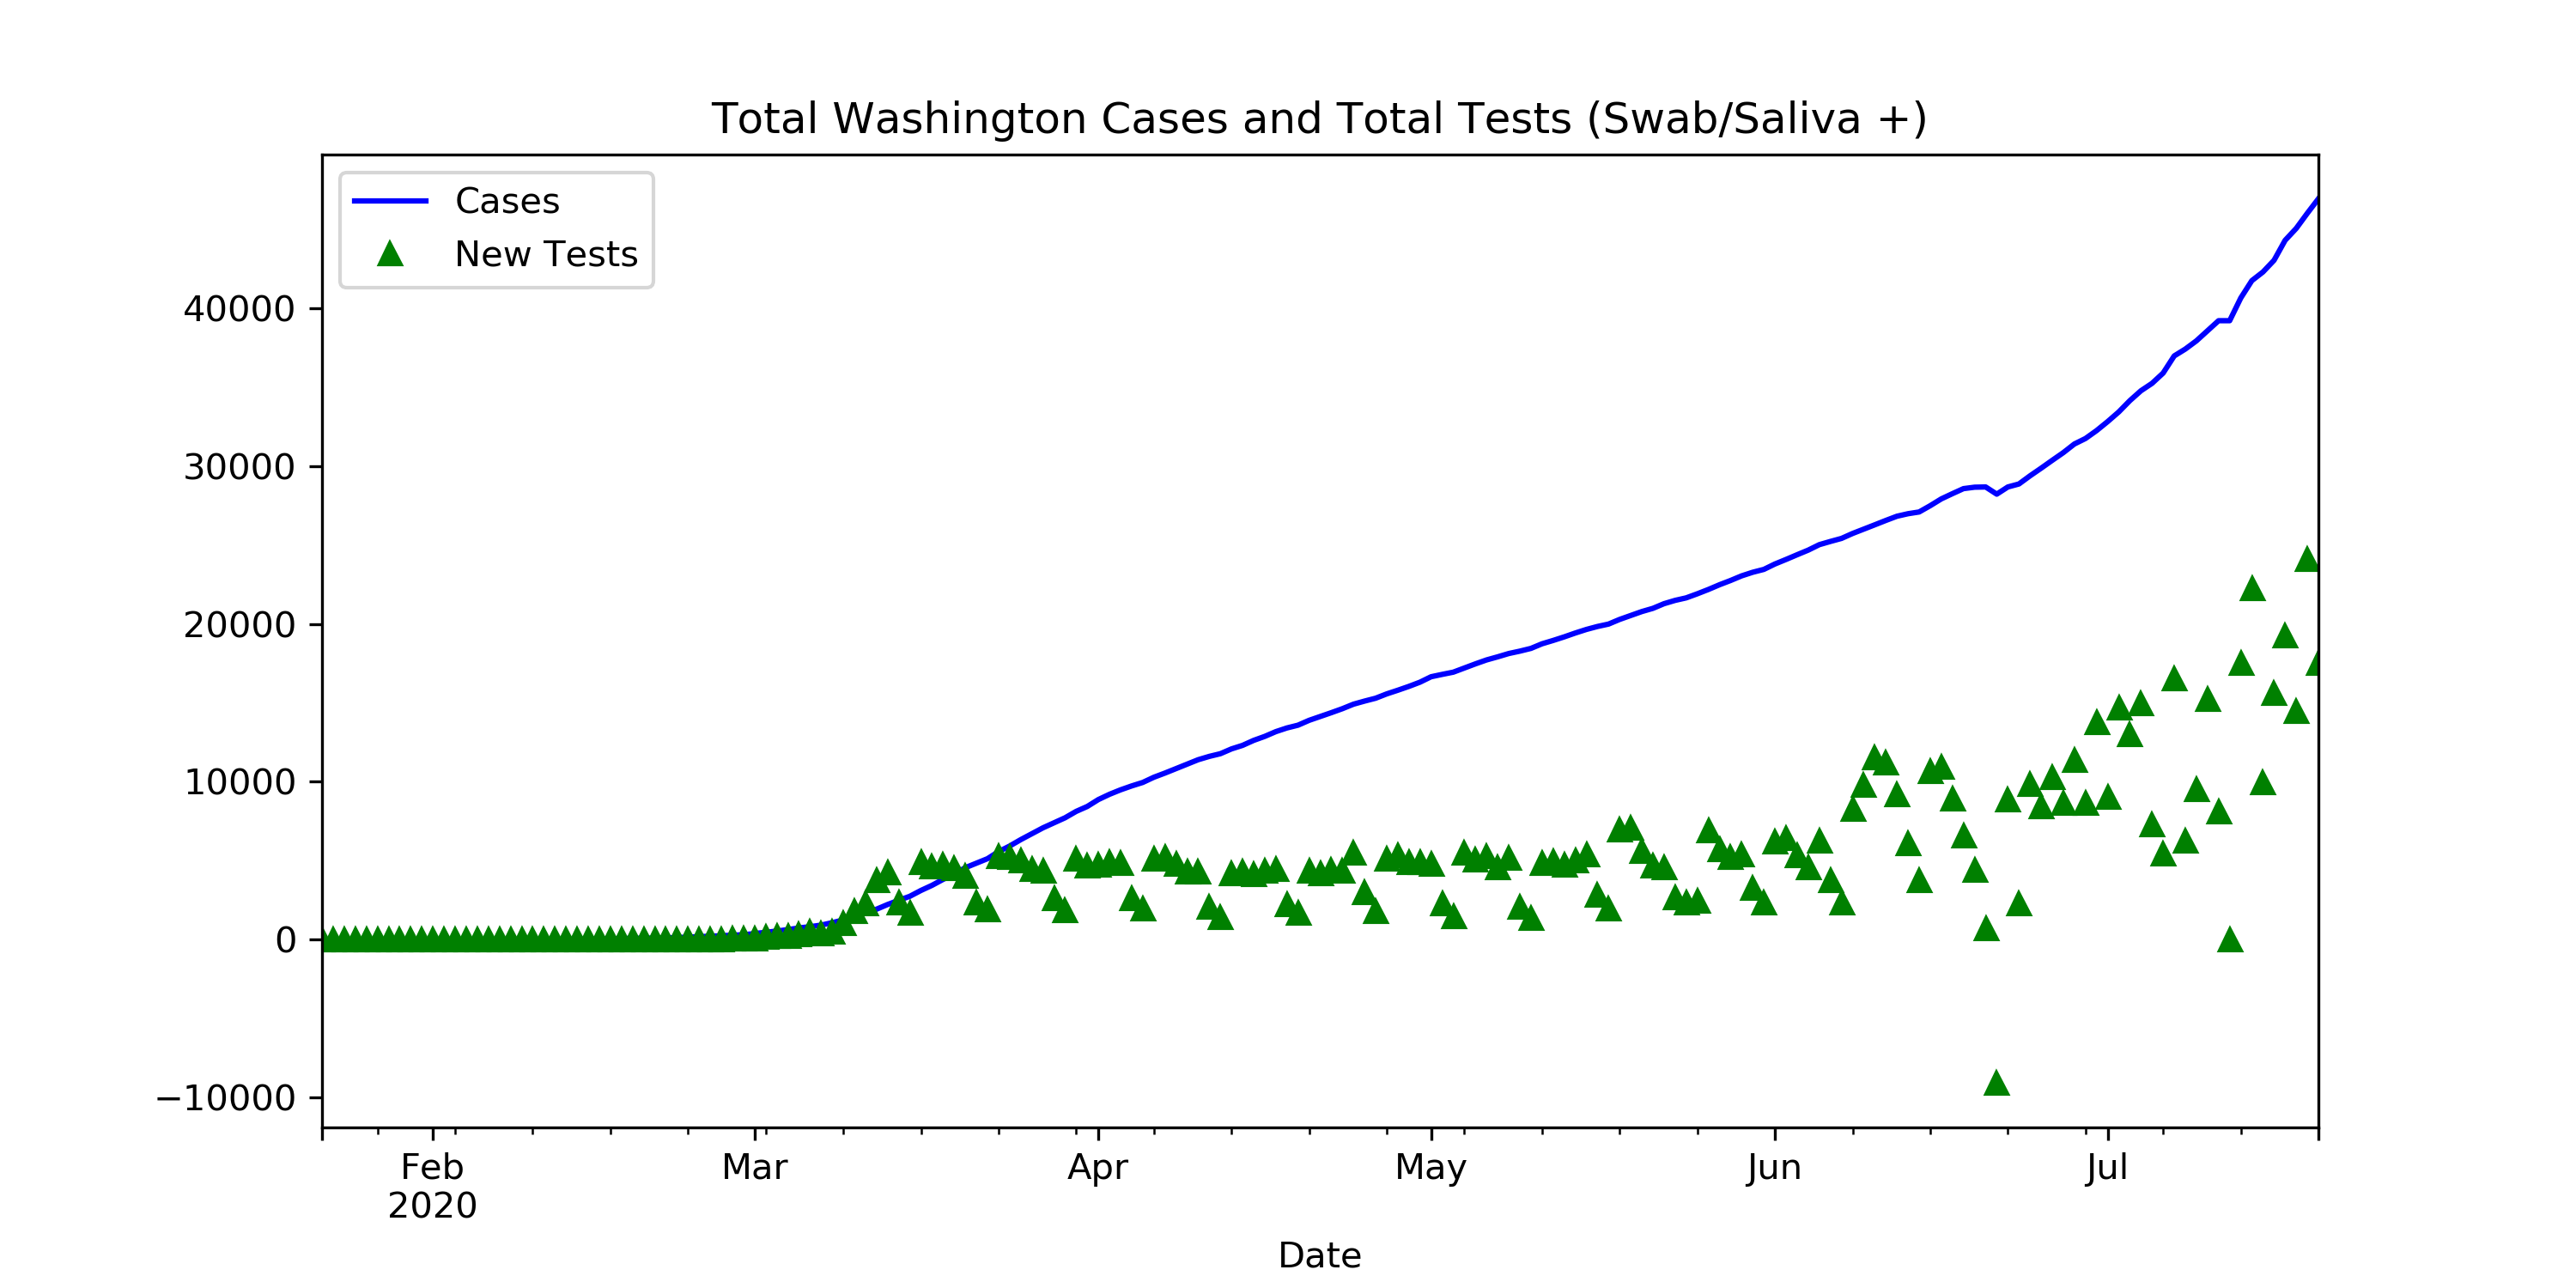 Total Washington Cases and Total Tests (Swab/Saliva +)
Cases
New Tests
40000
30000
20000
10000
0
−10000
Feb Mar Apr May Jun Jul
2020
Date